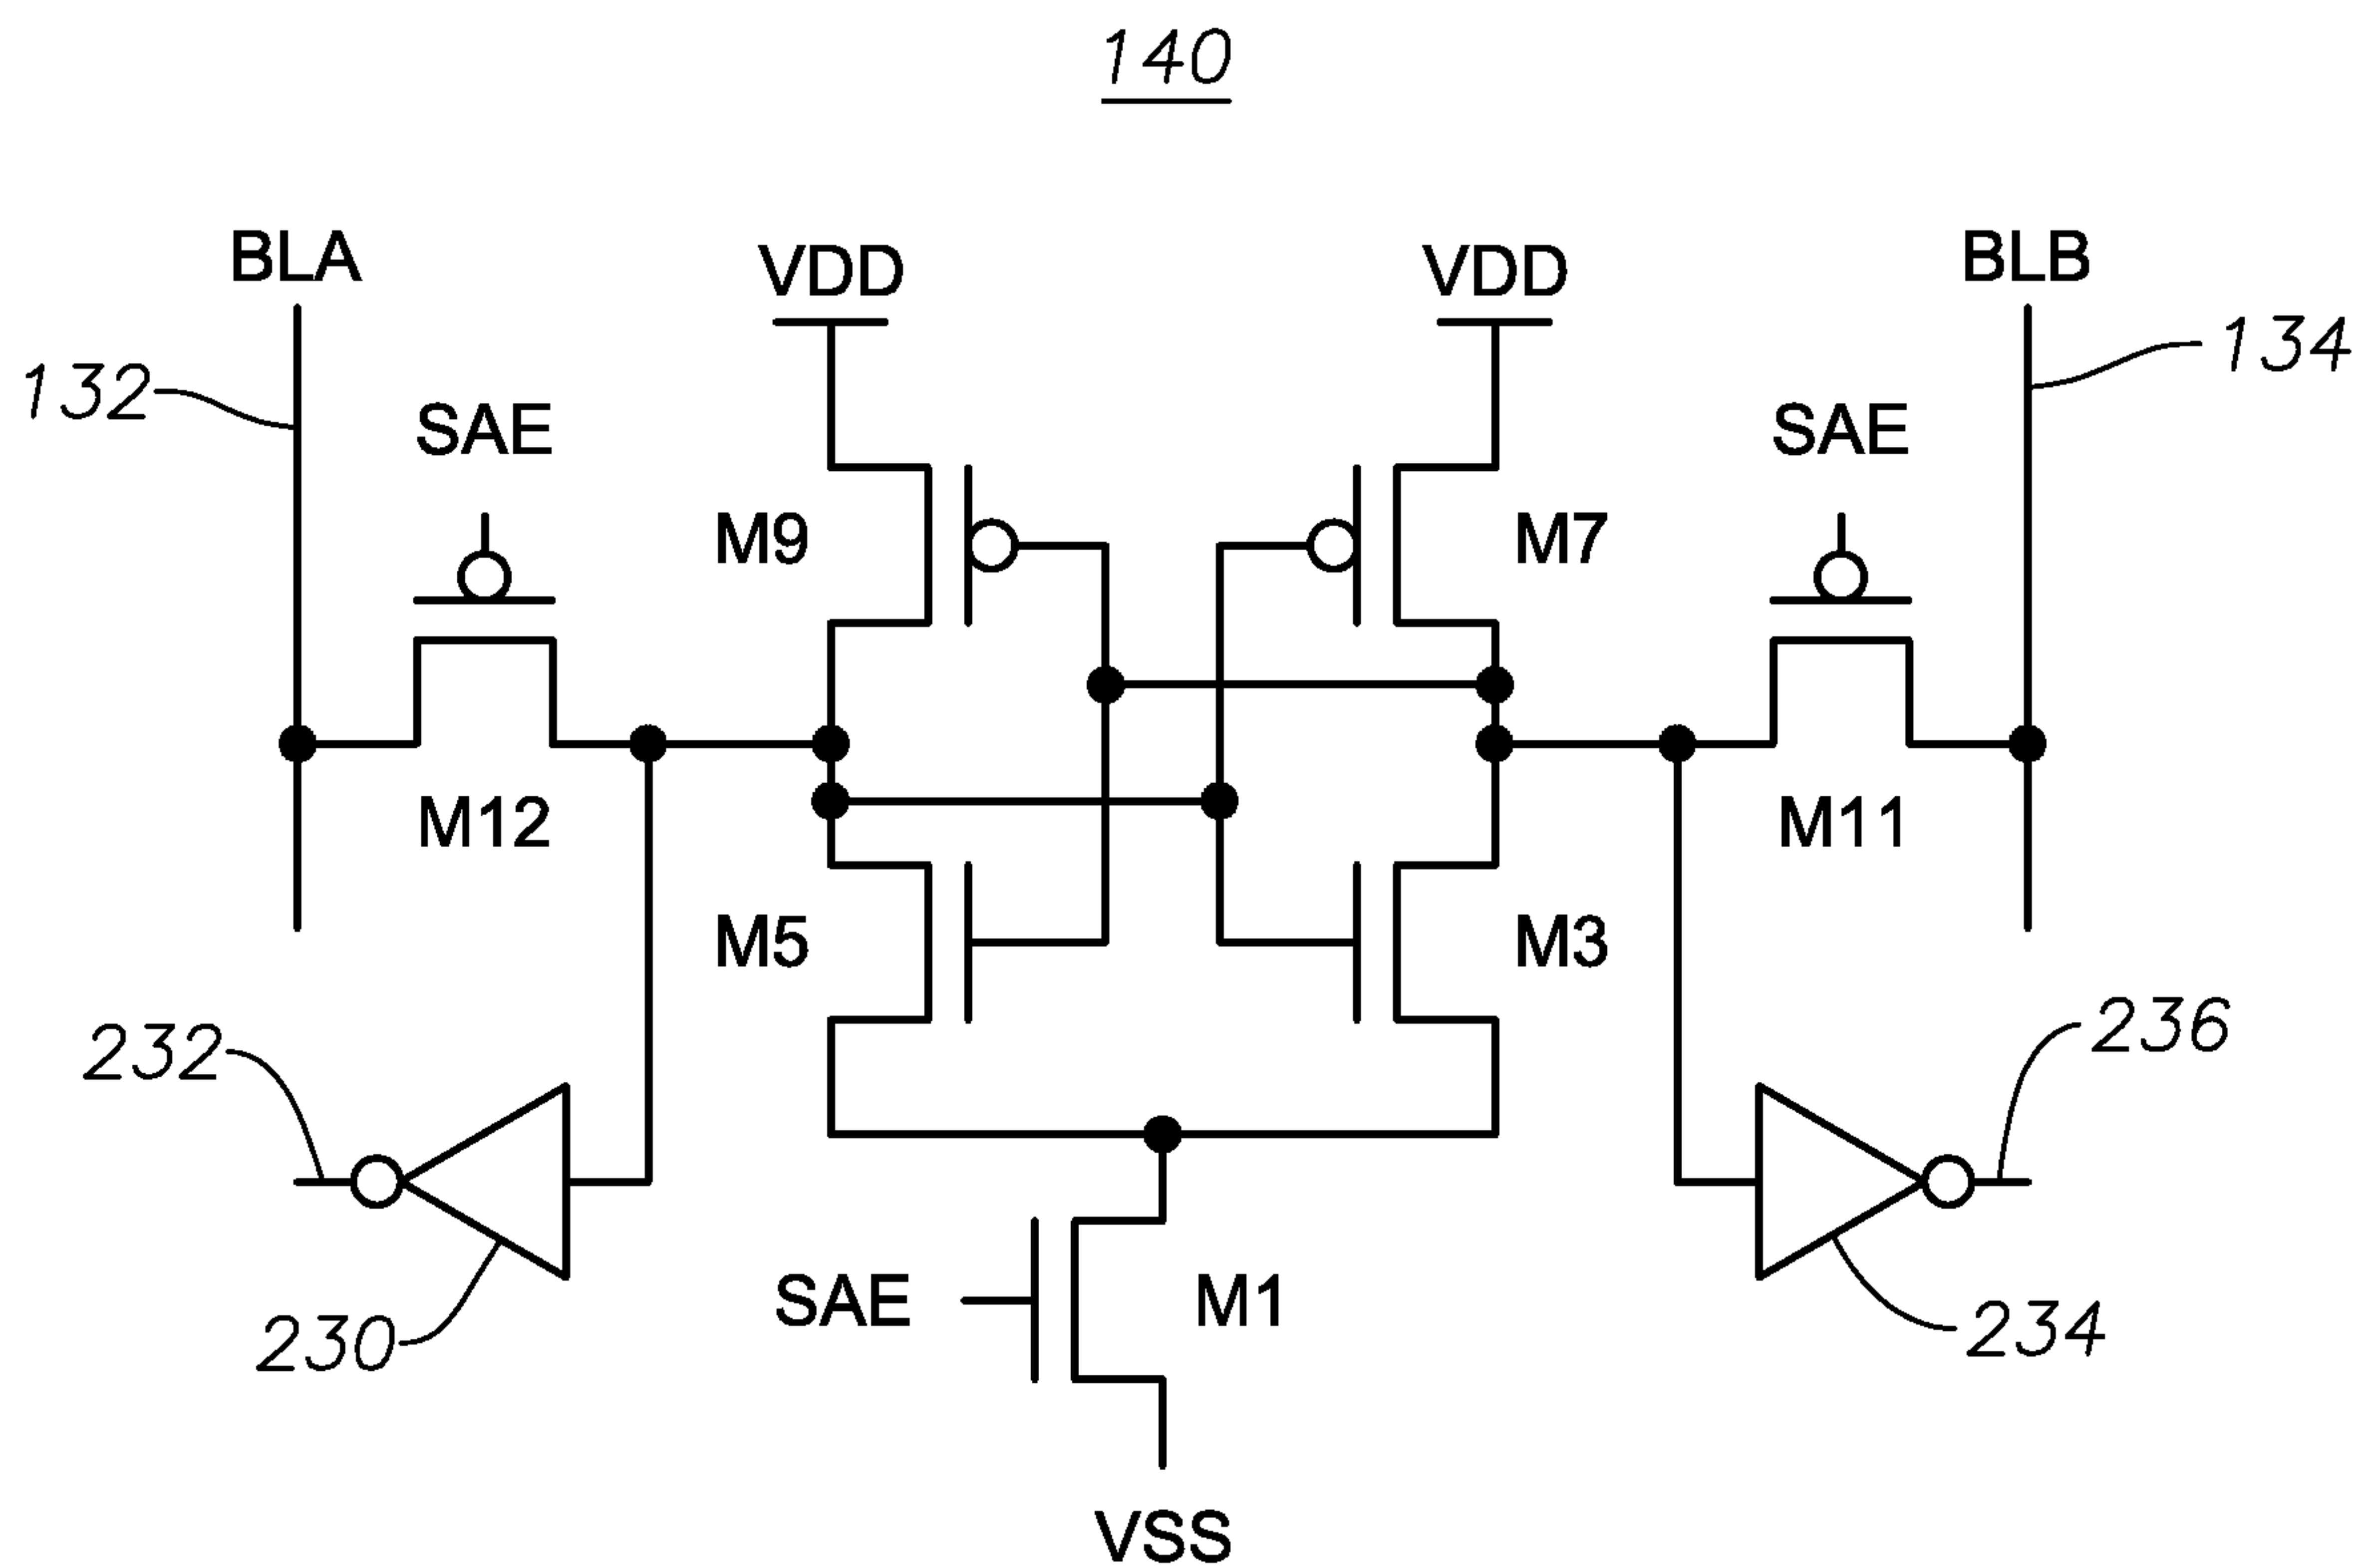 140
BLA
VDD
VDD
BLB
132
134
SAE
SAE
M9
M7
M12
M11
M5
M3
232
236
230
SAE
M1
234
VSS